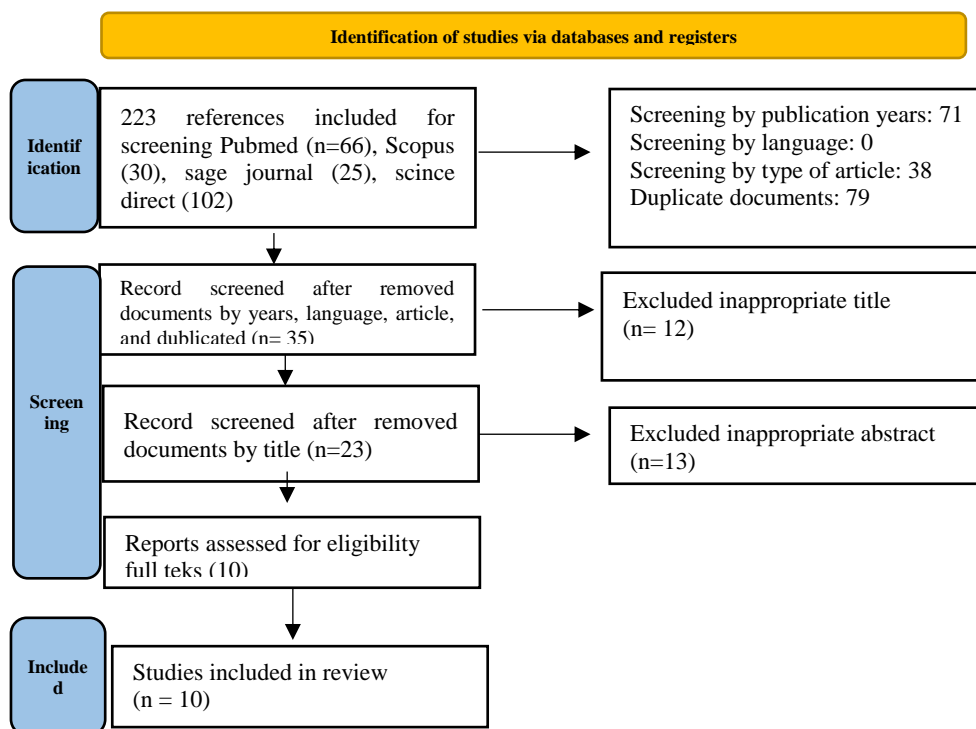 Identification of studies via databases and registers
Identif
ication
223 references included for
screening Pubmed (n=66), Scopus
(30), sage journal (25), scince
direct (102)
Screening by publication years: 71
Screening by language: 0
Screening by type of article: 38
Duplicate documents: 79
Screen
ing
Record screened after removed
documents by years, language, article,
and dublicated (n= 35)
Excluded inappropriate title
(n= 12)
Record screened after removed
documents by title (n=23)
Excluded inappropriate abstract
(n=13)
Reports assessed for eligibility
full teks (10)
Include
d
Studies included in review
(n = 10)